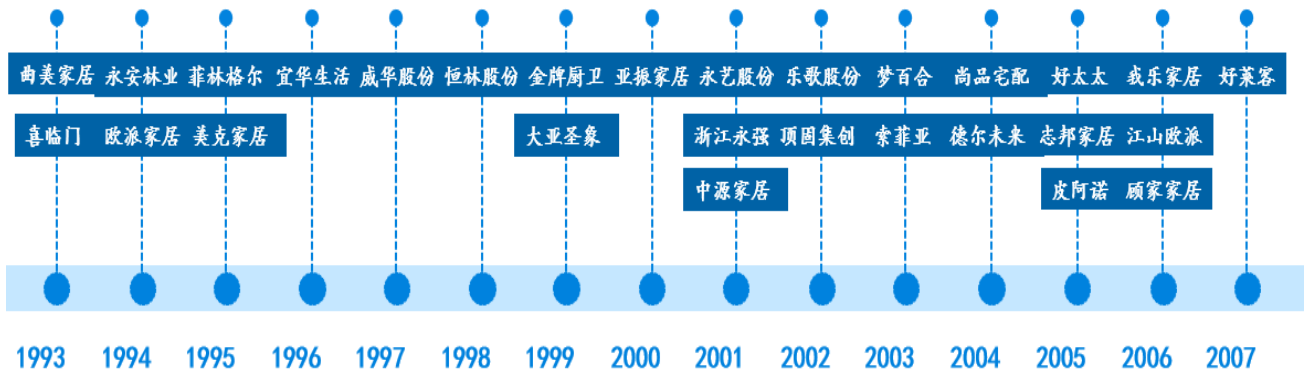 曲美家居 永安林业 菲林格尔 宜华生活 威华股份 恒林股份 金牌厨卫 亚振家居 永艺股份 乐歌股份 梦百合 尚品宅配 好太太 我乐家居 好莱客
喜临门 欧派家居 美克家居 大亚圣象 浙江永强 顶固集创 索菲亚 德尔未来 志邦家居 江山欧派
中源家居 皮阿诺 顾家家居
1993 1994 1995 1996 1997 1998 1999 2000 2001 2002 2003 2004 2005 2006 2007